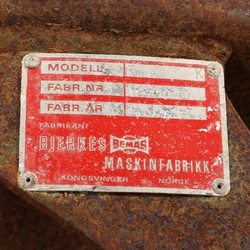 MODELL K
FABR.NR.
FABR.ÅR
FABRIKANT
BJERKES BEMAS
MASKINFABRIKK
KONGSVINGER NORGE